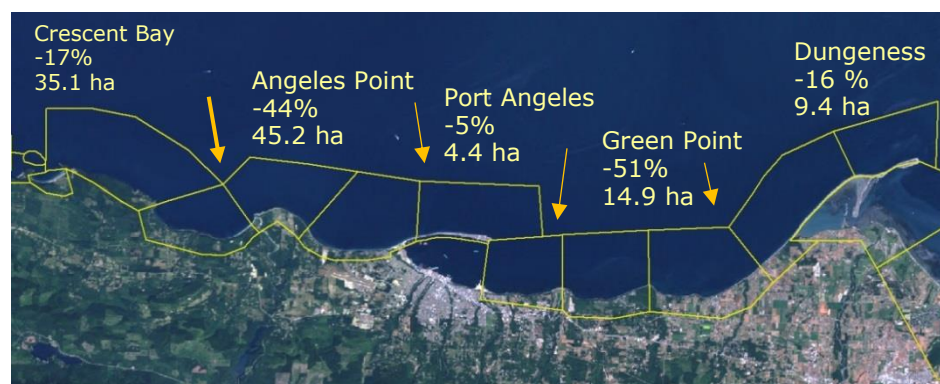 Crescent Bay
-17%
35.1 ha
Angeles Point
-44%
45.2 ha
Port Angeles
-5%
4.4 ha
Green Point
-51%
14.9 ha
Dungeness
-16 %
9.4 ha